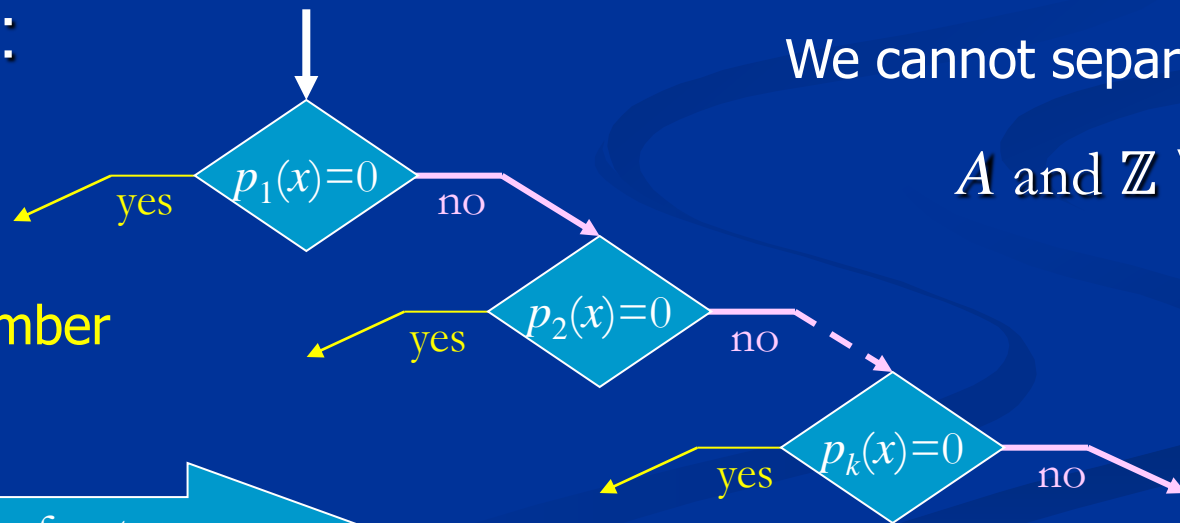 :
We cannot separ
p₁(x)=0
A and ℤ \
yes
no
p₂(x)=0
mber
yes
no
pₖ(x)=0
yes
no